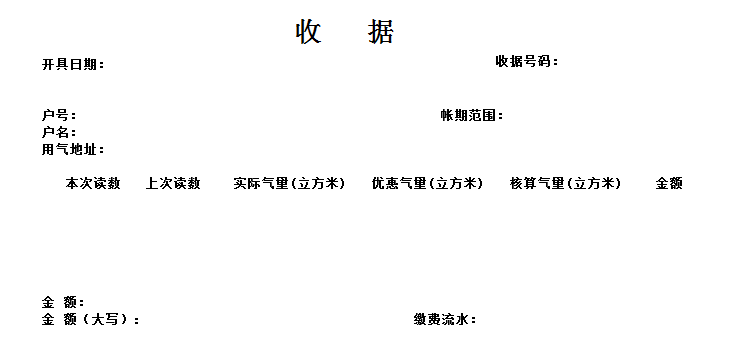 收 据
开具日期： 收据号码：
户号： 帐期范围：
户名：
用气地址：
本次读数 上次读数 实际气量(立方米) 优惠气量(立方米) 核算气量(立方米) 金额
金 额：
金 额（大写）： 缴费流水：